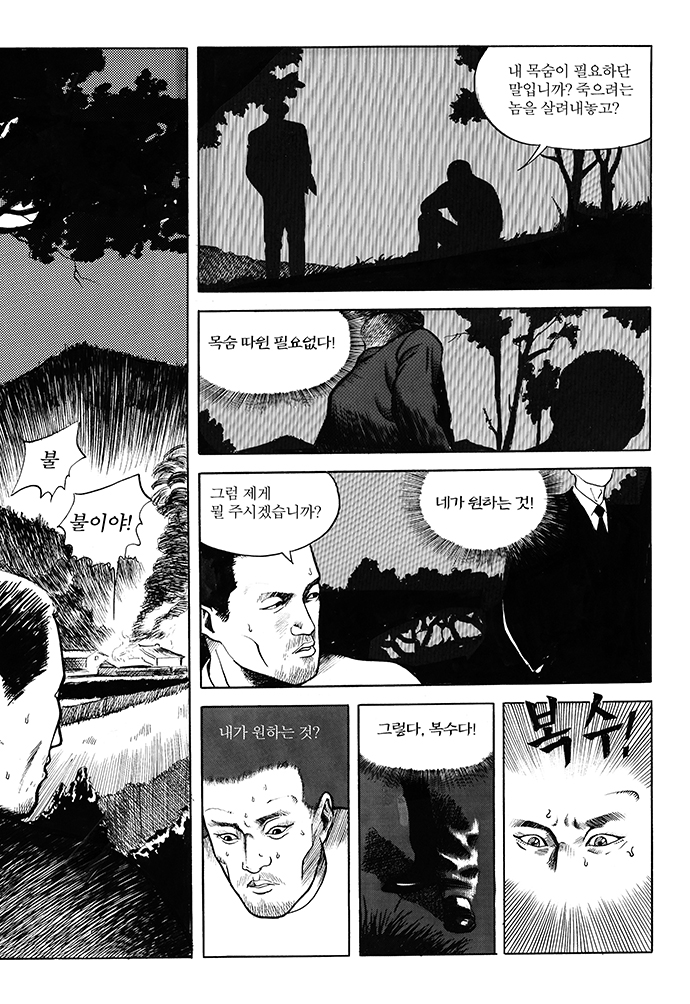 불
불이야!
내 목숨이 필요하단
말입니까? 죽으려는
놈을 살려내놓고?
목숨 따윈 필요없다!
그럼 제게
뭘 주시겠습니까?
네가 원하는 것!
내가 원하는 것?
그렇다, 복수다!
복수!